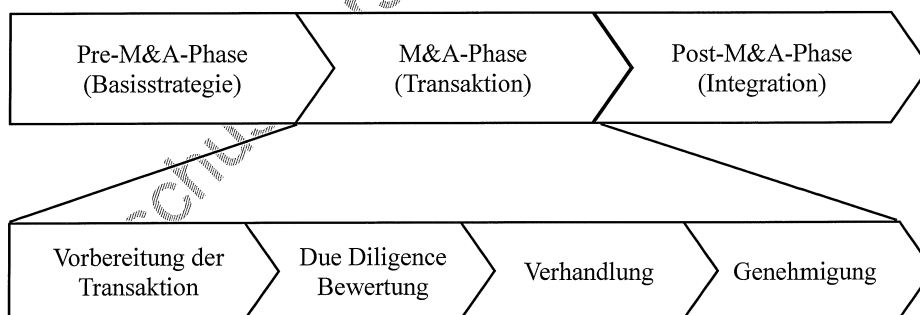 Pre-M&A-Phase
(Basisstrategie)
M&A-Phase
(Transaktion)
Post-M&A-Phase
(Integration)
Vorbereitung der
Transaktion
Due Diligence
Bewertung
Verhandlung
Genehmigung